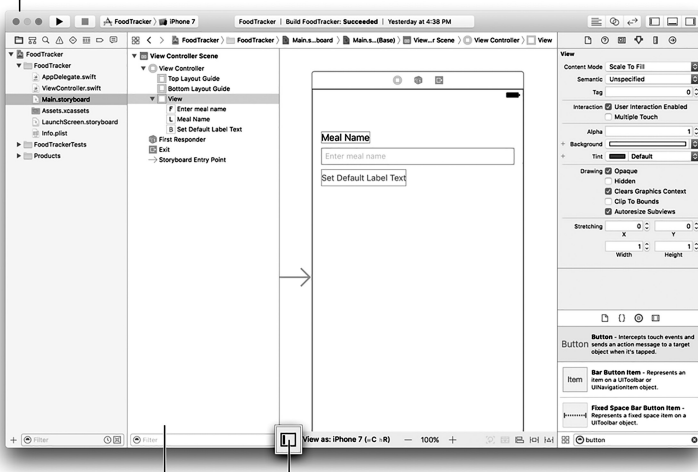 FoodTracker 〉 iPhone 7
FoodTracker | Build FoodTracker: Succeeded | Yesterday at 4:38 PM
FoodTracker 〉 FoodTracker 〉 Main.s...board 〉 Main.s...(Base) 〉 View...r Scene 〉 View Controller 〉 View
FoodTracker
FoodTracker
AppDelegate.swift
ViewController.swift
Main.storyboard
Assets.xcassets
LaunchScreen.storyboard
Info.plist
FoodTrackerTests
Products
Filter
View Controller Scene
View Controller
Top Layout Guide
Bottom Layout Guide
View
F Enter meal name
L Meal Name
B Set Default Label Text
First Responder
Exit
Storyboard Entry Point
Filter
Meal Name
Enter meal name
Set Default Label Text
View as: iPhone 7 (wC hR)
— 100% +
View
Content Mode Scale To Fill
Semantic Unspecified
Tag 0
Interaction User Interaction Enabled
Multiple Touch
Alpha 1
+ Background
+ Tint Default
Drawing Opaque
Hidden
Clears Graphics Context
Clip To Bounds
Autoresize Subviews
Stretching 0 0
X Y
1 1
Width Height
Button
Button - Intercepts touch events and
sends an action message to a target
object when it's tapped.
Item
Bar Button Item - Represents an
item on a UIToolbar or
UINavigationItem object.
Fixed Space Bar Button Item -
Represents a fixed space item on a
UIToolbar object.
button